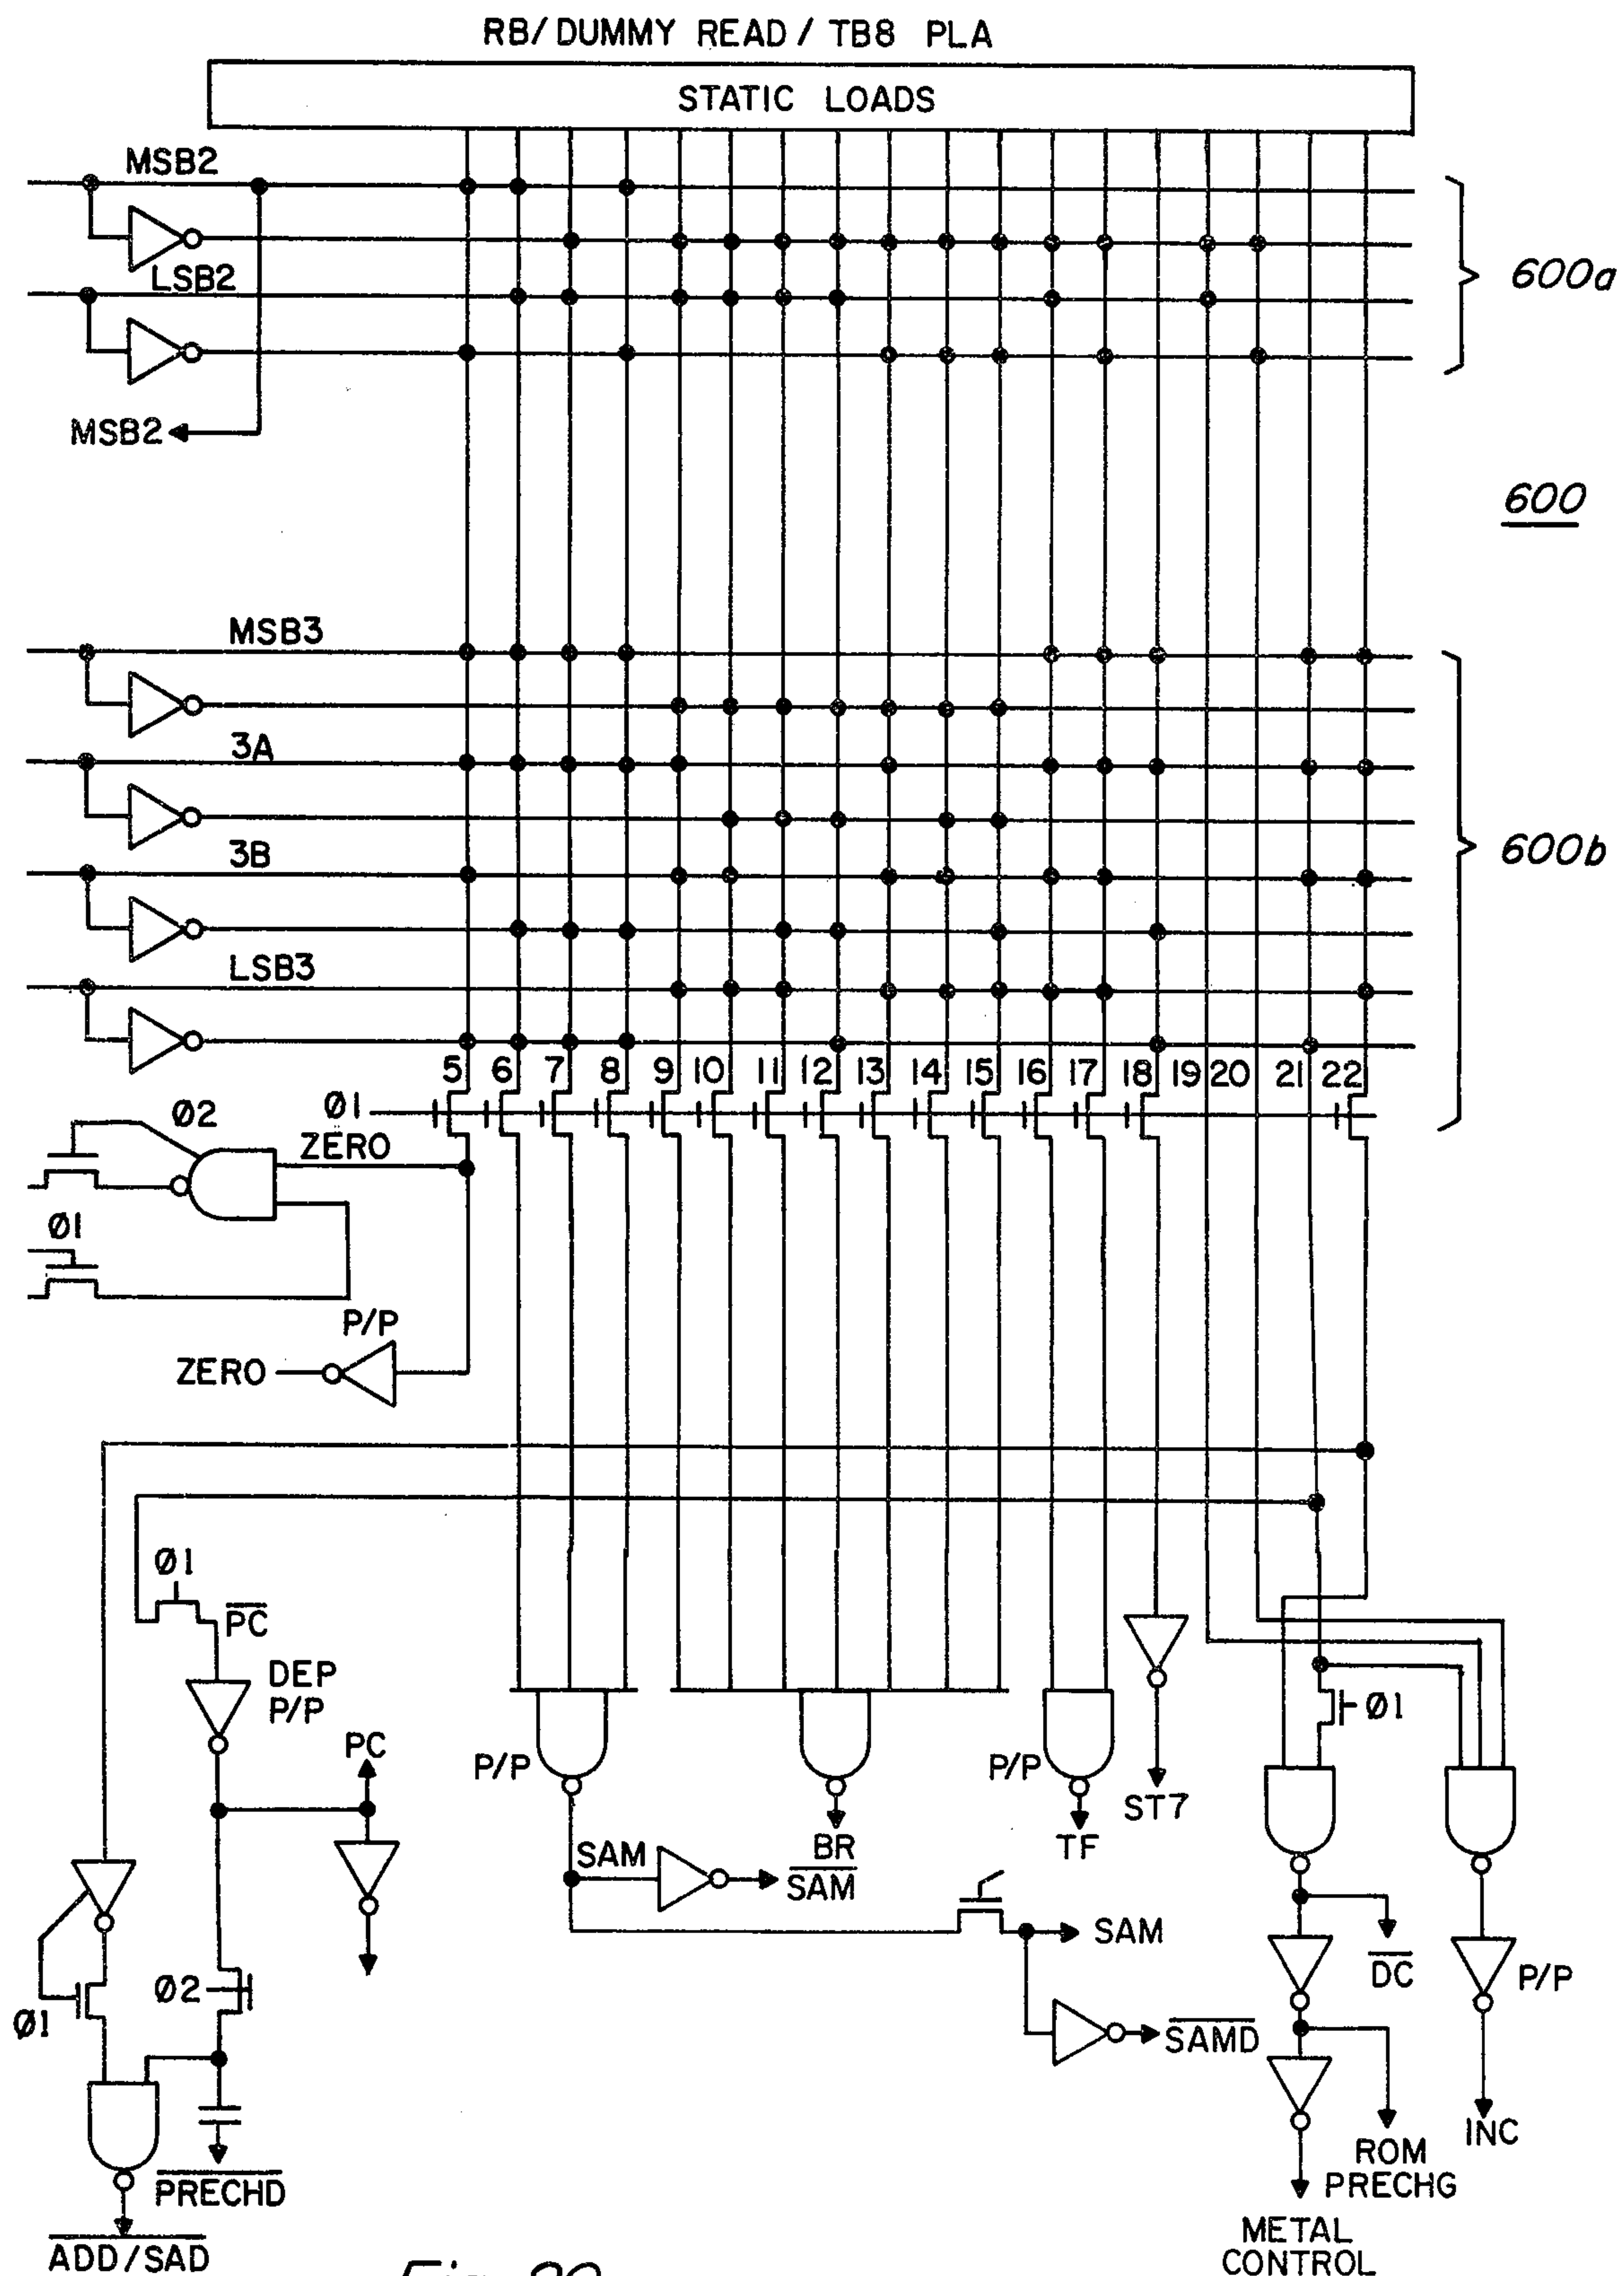 RB/DUMMY READ / TB8 PLA
STATIC LOADS
MSB2
LSB2
600a
MSB2
600
MSB3
3A
3B
600b
LSB3
5 6 7 8 9 10 11 12 13 14 15 16 17 18 19 20 21 22
Ø1
Ø2
ZERO
Ø1
P/P
ZERO
Ø1
PC
DEP
P/P
Ø1
PC
P/P
P/P
ST7
BR
TF
SAM
SAM
SAM
DC
P/P
Ø2
Ø1
SAMD
INC
ROM
PRECHG
PRECHD
METAL
CONTROL
ADD/SAD